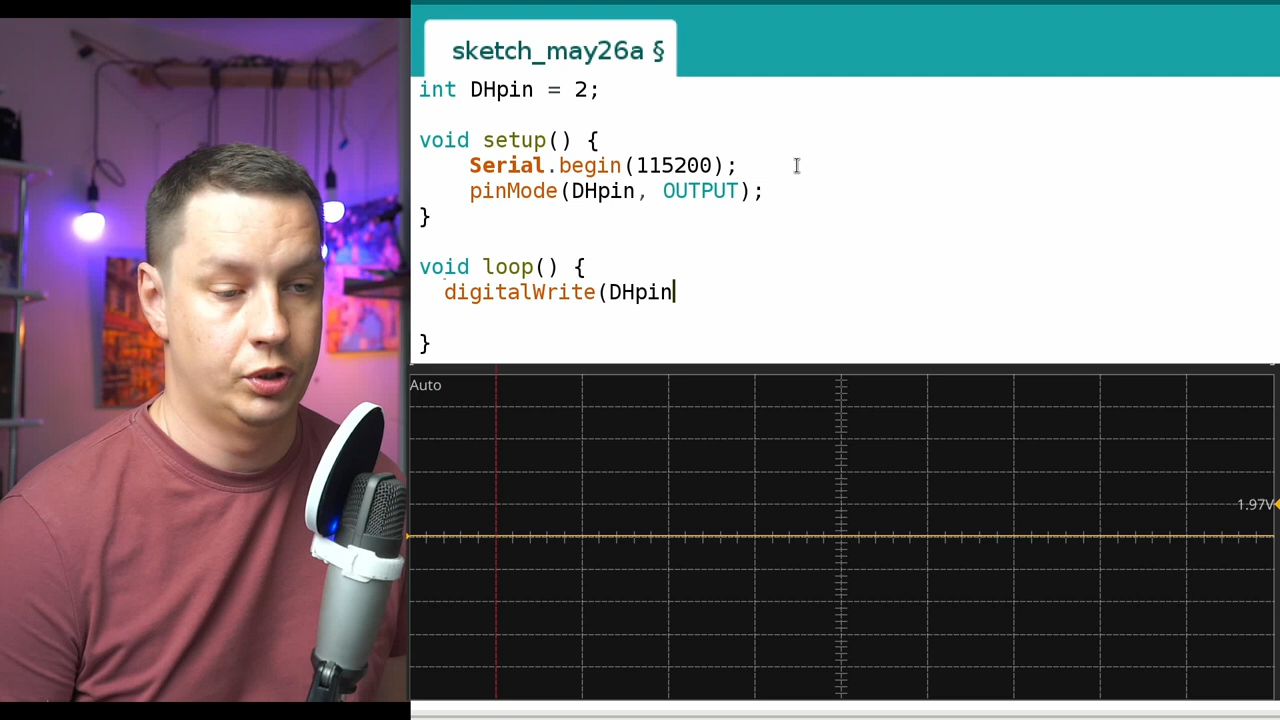 sketch_may26a §
int DHpin = 2;
void setup() {
Serial.begin(115200);
pinMode(DHpin, OUTPUT);
}
void loop() {
digitalWrite(DHpin
}
Auto
1.97V